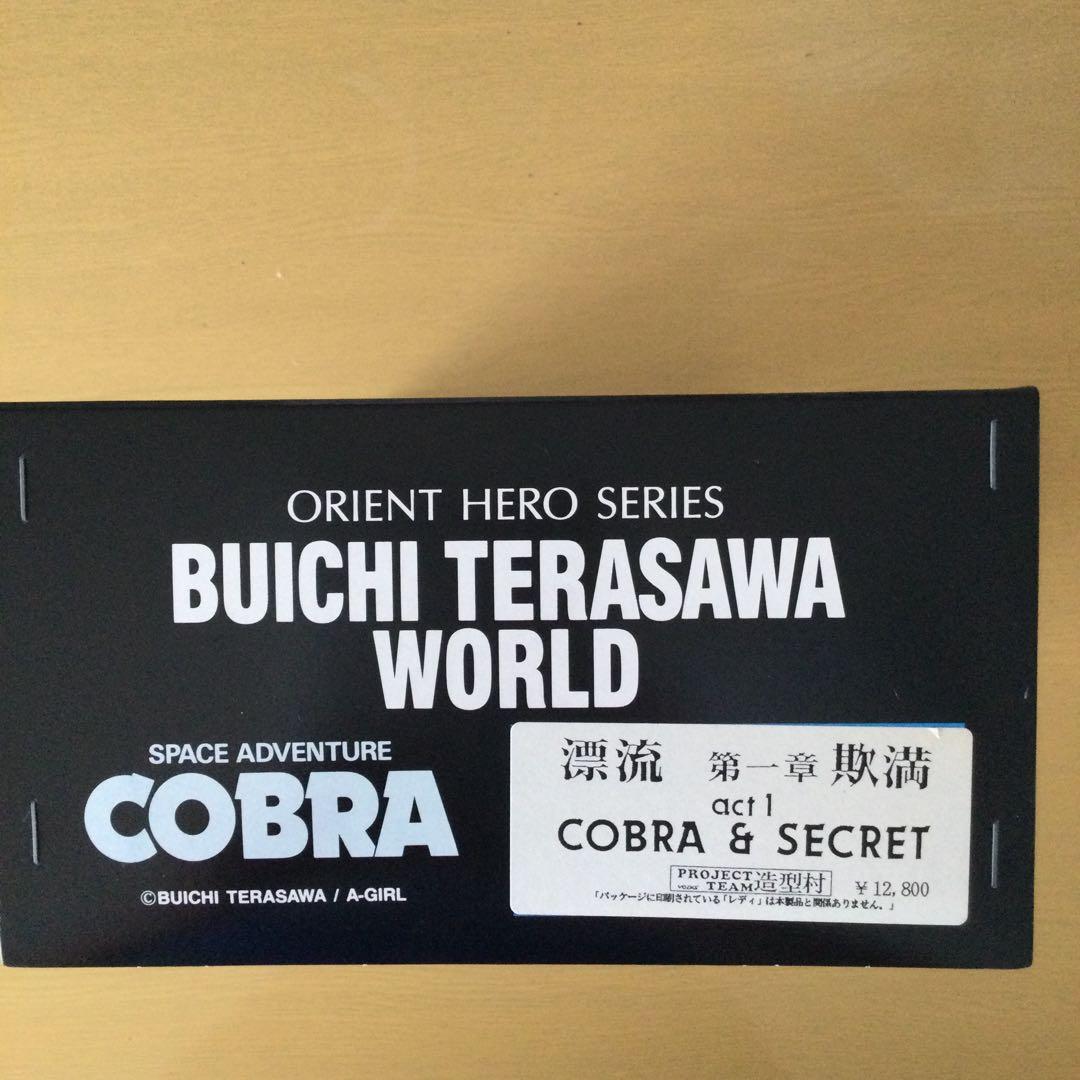 ORIENT HERO SERIES
BUICHI TERASAWA
WORLD
SPACE ADVENTURE
COBRA
©BUICHI TERASAWA / A-GIRL
漂流 第一章 欺満
act 1
COBRA & SECRET
PROJECT TEAM 造型村 ¥12,800
VOLKS
「パッケージに印刷されている「レディ」は本製品と関係ありません。」